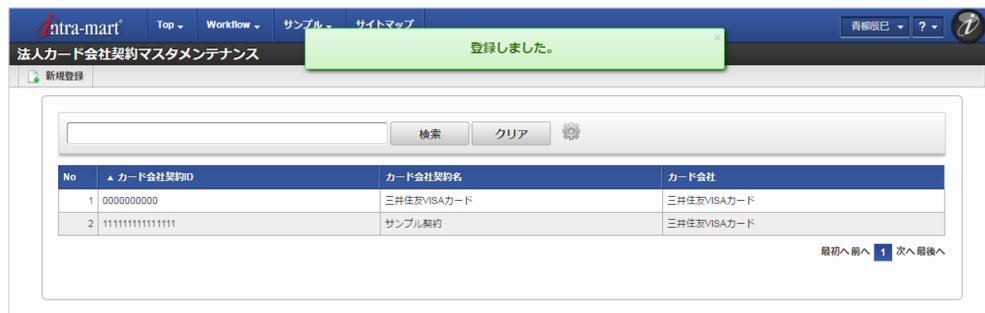 intra-mart Top Workflow サンプル サイトマップ 青柳辰巳 ?
登録しました。 ×
法人カード会社契約マスタメンテナンス
新規登録
検索 クリア
No ▲ カード会社契約ID カード会社契約名 カード会社
1 0000000000 三井住友VISAカード 三井住友VISAカード
2 111111111111111 サンプル契約 三井住友VISAカード
最初へ 前へ 1 次へ 最後へ